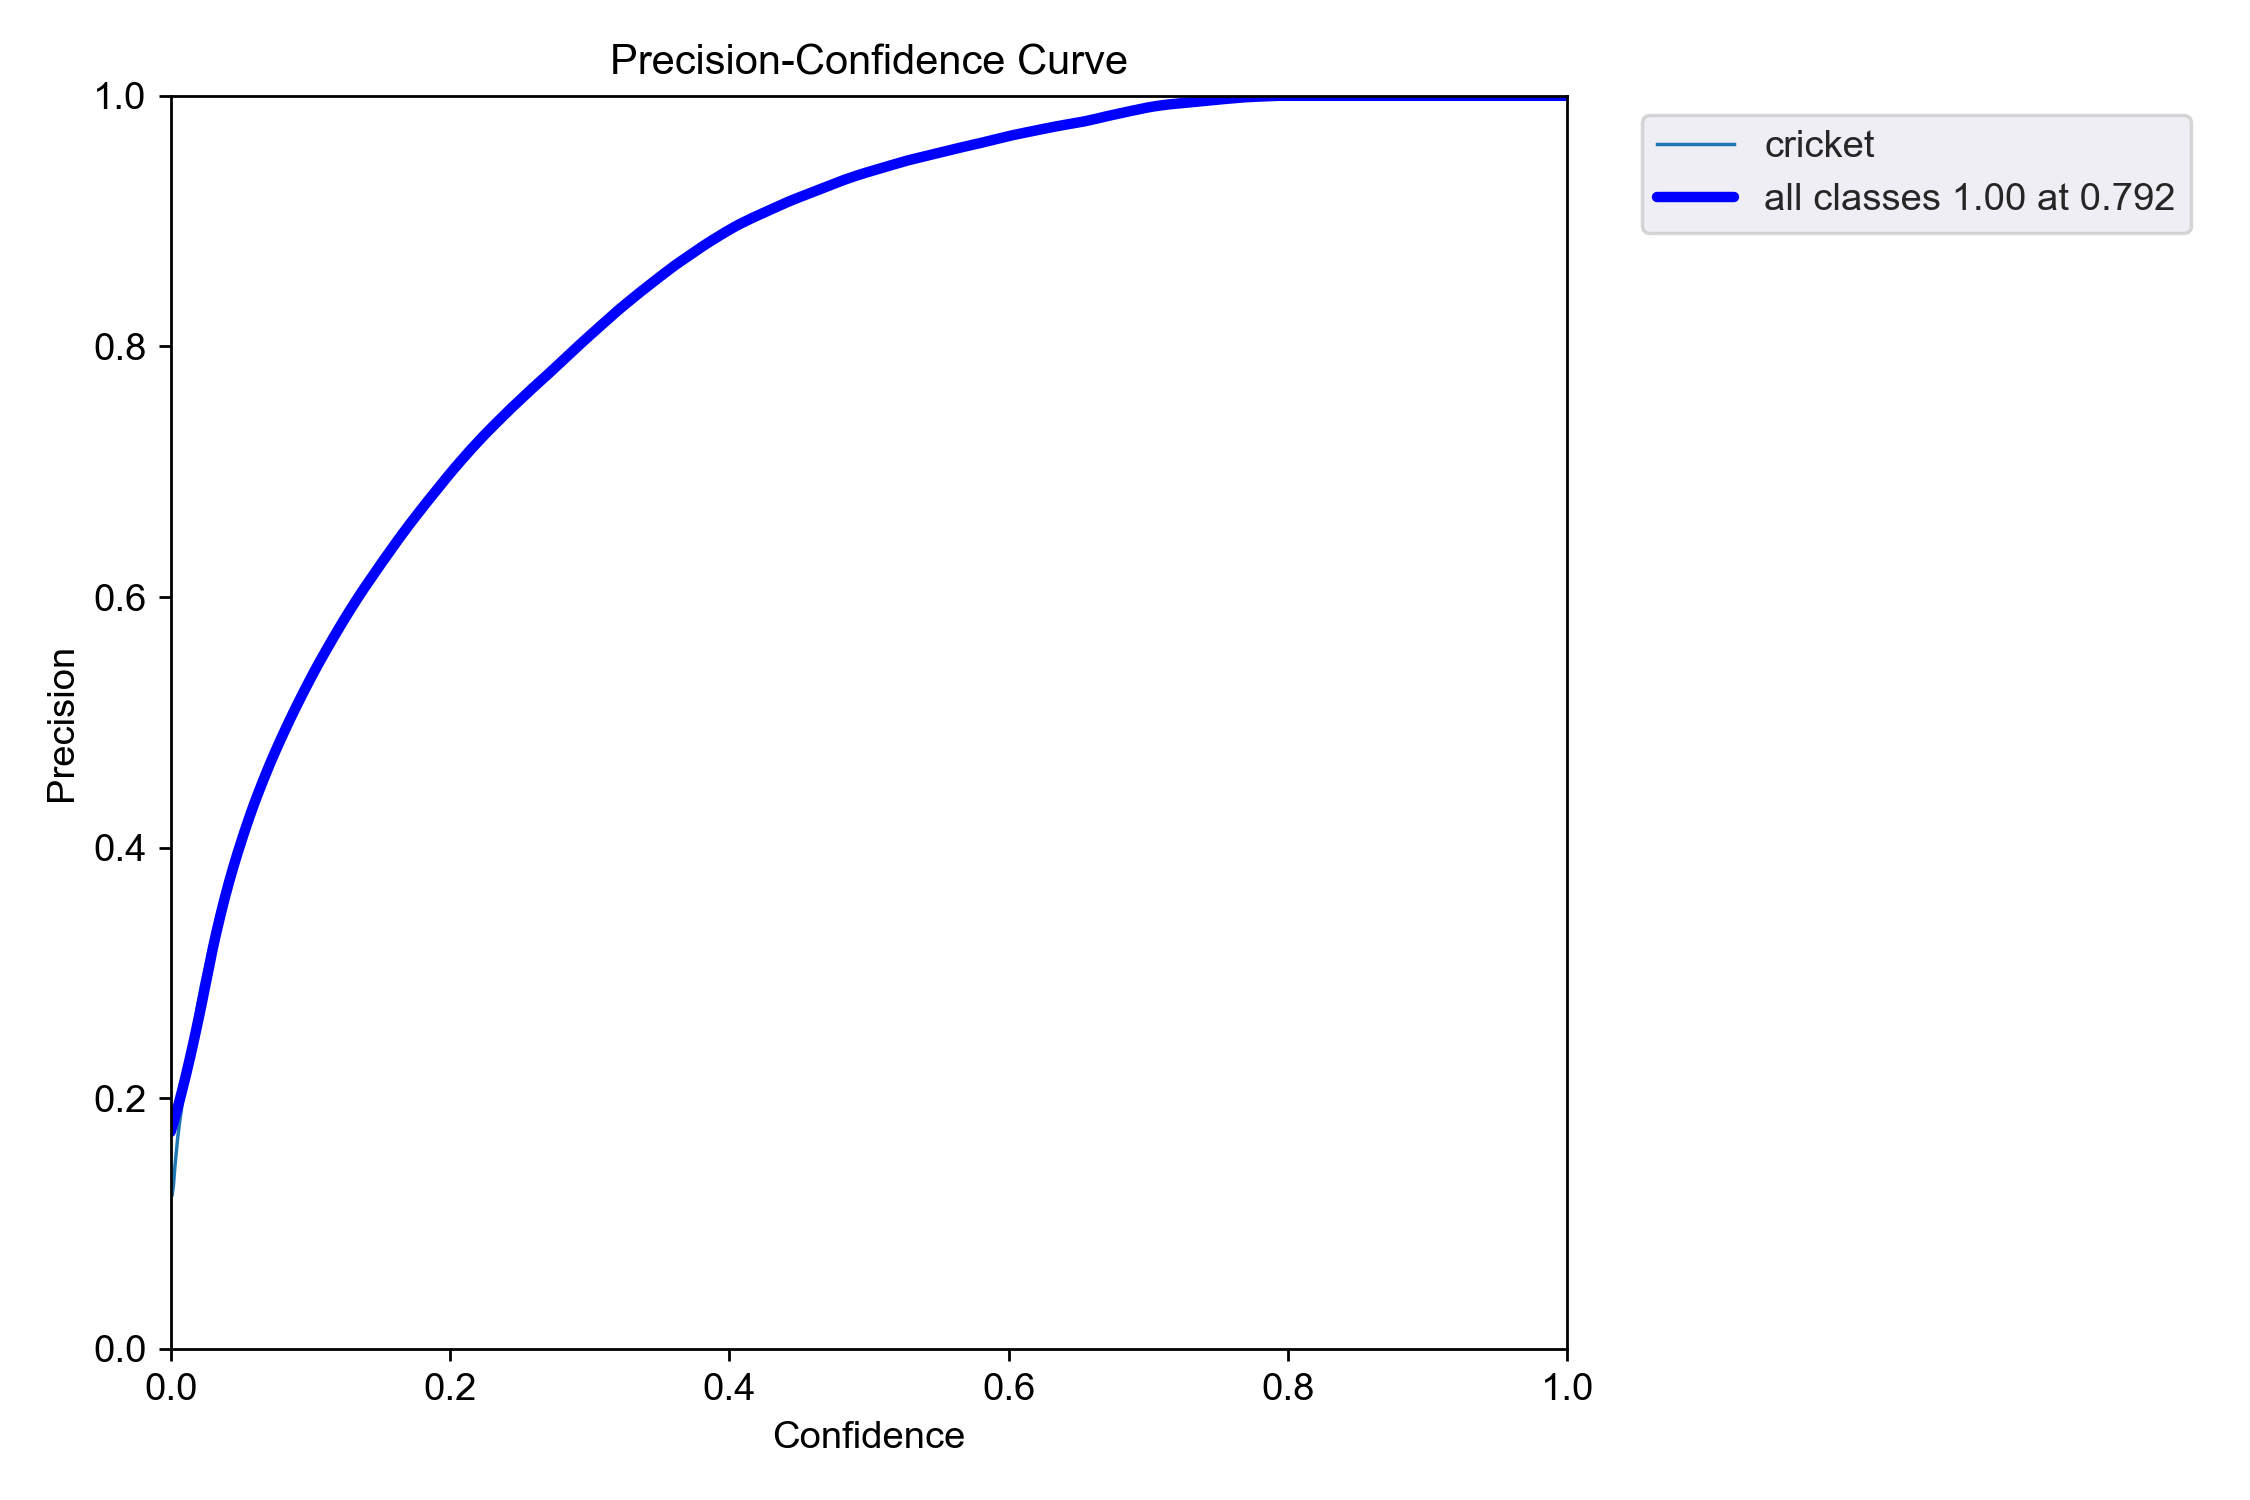 Precision-Confidence Curve
1.0
0.8
0.6
0.4
0.2
0.0
Precision
0.0 0.2 0.4 0.6 0.8 1.0
Confidence
cricket
all classes 1.00 at 0.792